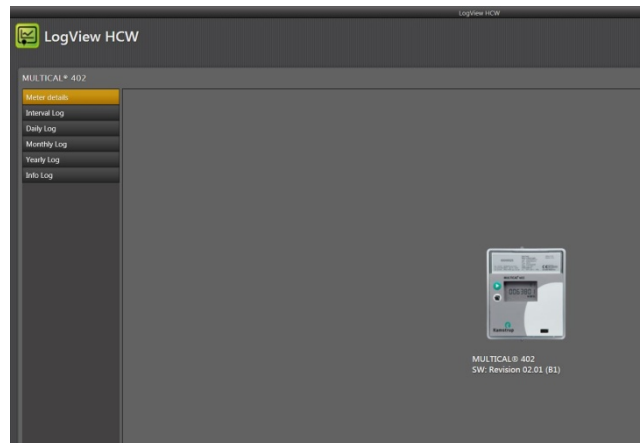 LogView HCW
LogView HCW
MULTICAL® 402
Meter details
Interval Log
Daily Log
Monthly Log
Yearly Log
Info Log
MULTICAL® 402
SW: Revision 02.01 (B1)